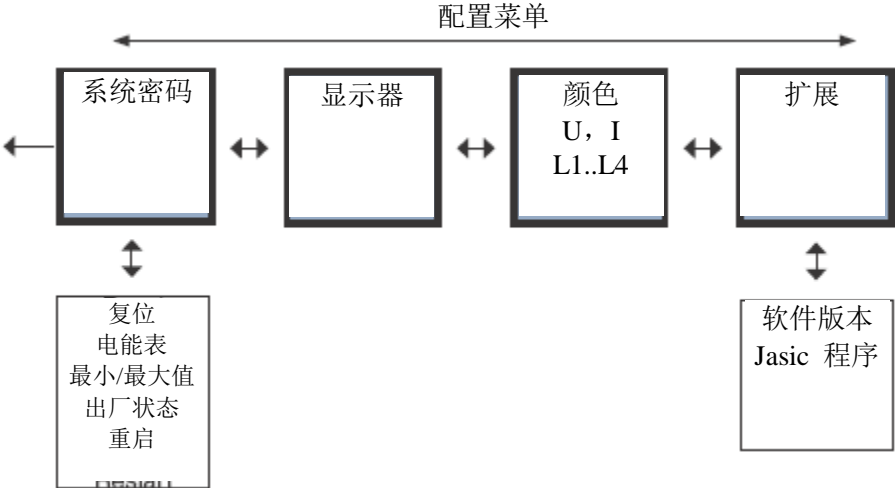 配置菜单
系统密码
显示器
颜色
U，I
L1..L4
扩展
复位
电能表
最小/最大值
出厂状态
重启
软件版本
Jasic 程序